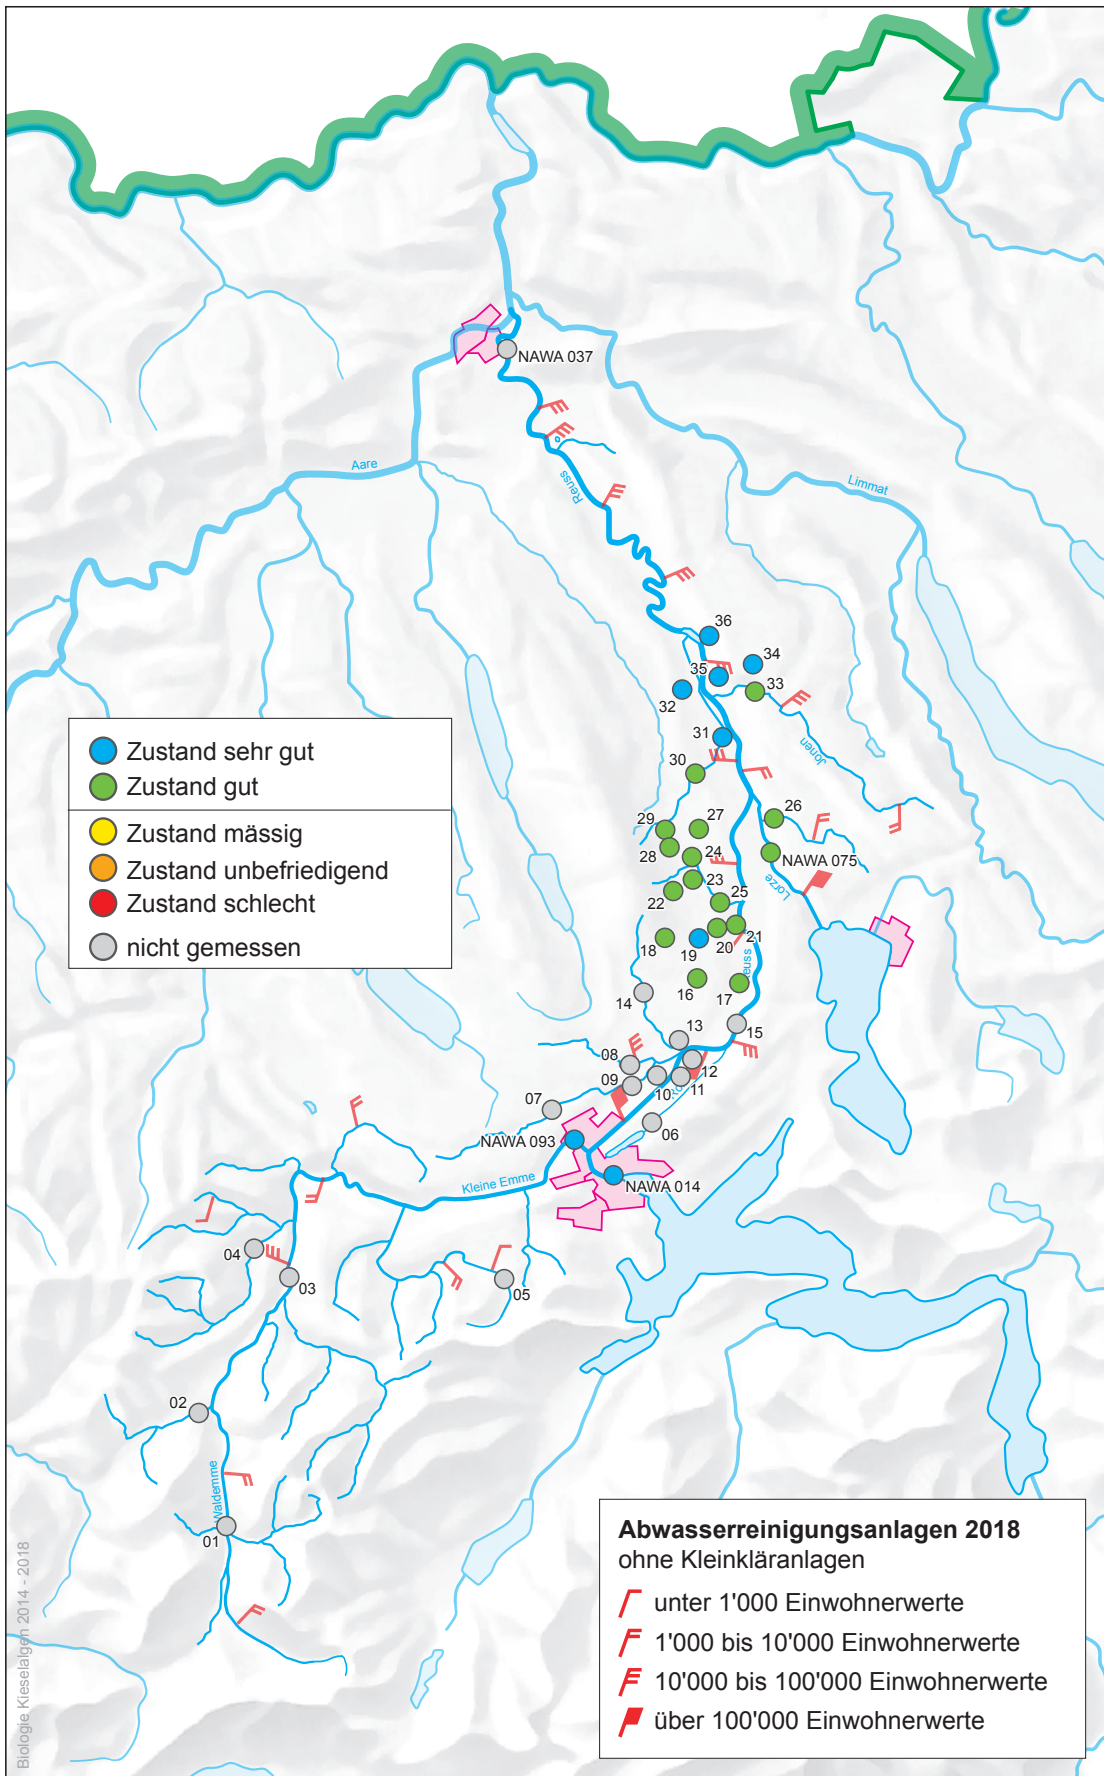 NAWA 037
Aare
Reuss
Limmat
36
34
35
33
32
31
Jonen
30
Zustand sehr gut
Zustand gut
Zustand mässig
Zustand unbefriedigend
Zustand schlecht
nicht gemessen
29
27
26
28
24
NAWA 075
23
Lorze
22
25
18
19
20
21
euss
16
17
14
13
15
08
12
09
10
11
Ro
07
06
NAWA 093
Kleine Emme
NAWA 014
04
03
05
02
Waldemme
01
Biologie Kieselalgen 2014 - 2018
Abwasserreinigungsanlagen 2018
ohne Kleinkläranlagen
unter 1'000 Einwohnerwerte
1'000 bis 10'000 Einwohnerwerte
10'000 bis 100'000 Einwohnerwerte
über 100'000 Einwohnerwerte